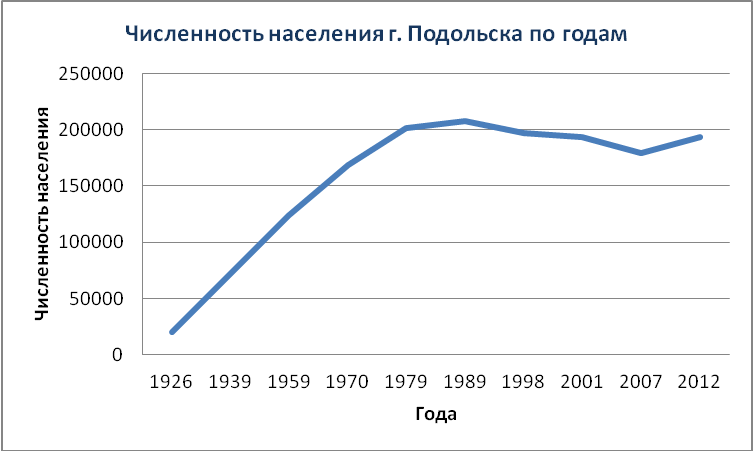 Численность населения г. Подольска по годам
Численность населения
250000
200000
150000
100000
50000
0
1926 1939 1959 1970 1979 1989 1998 2001 2007 2012
Года